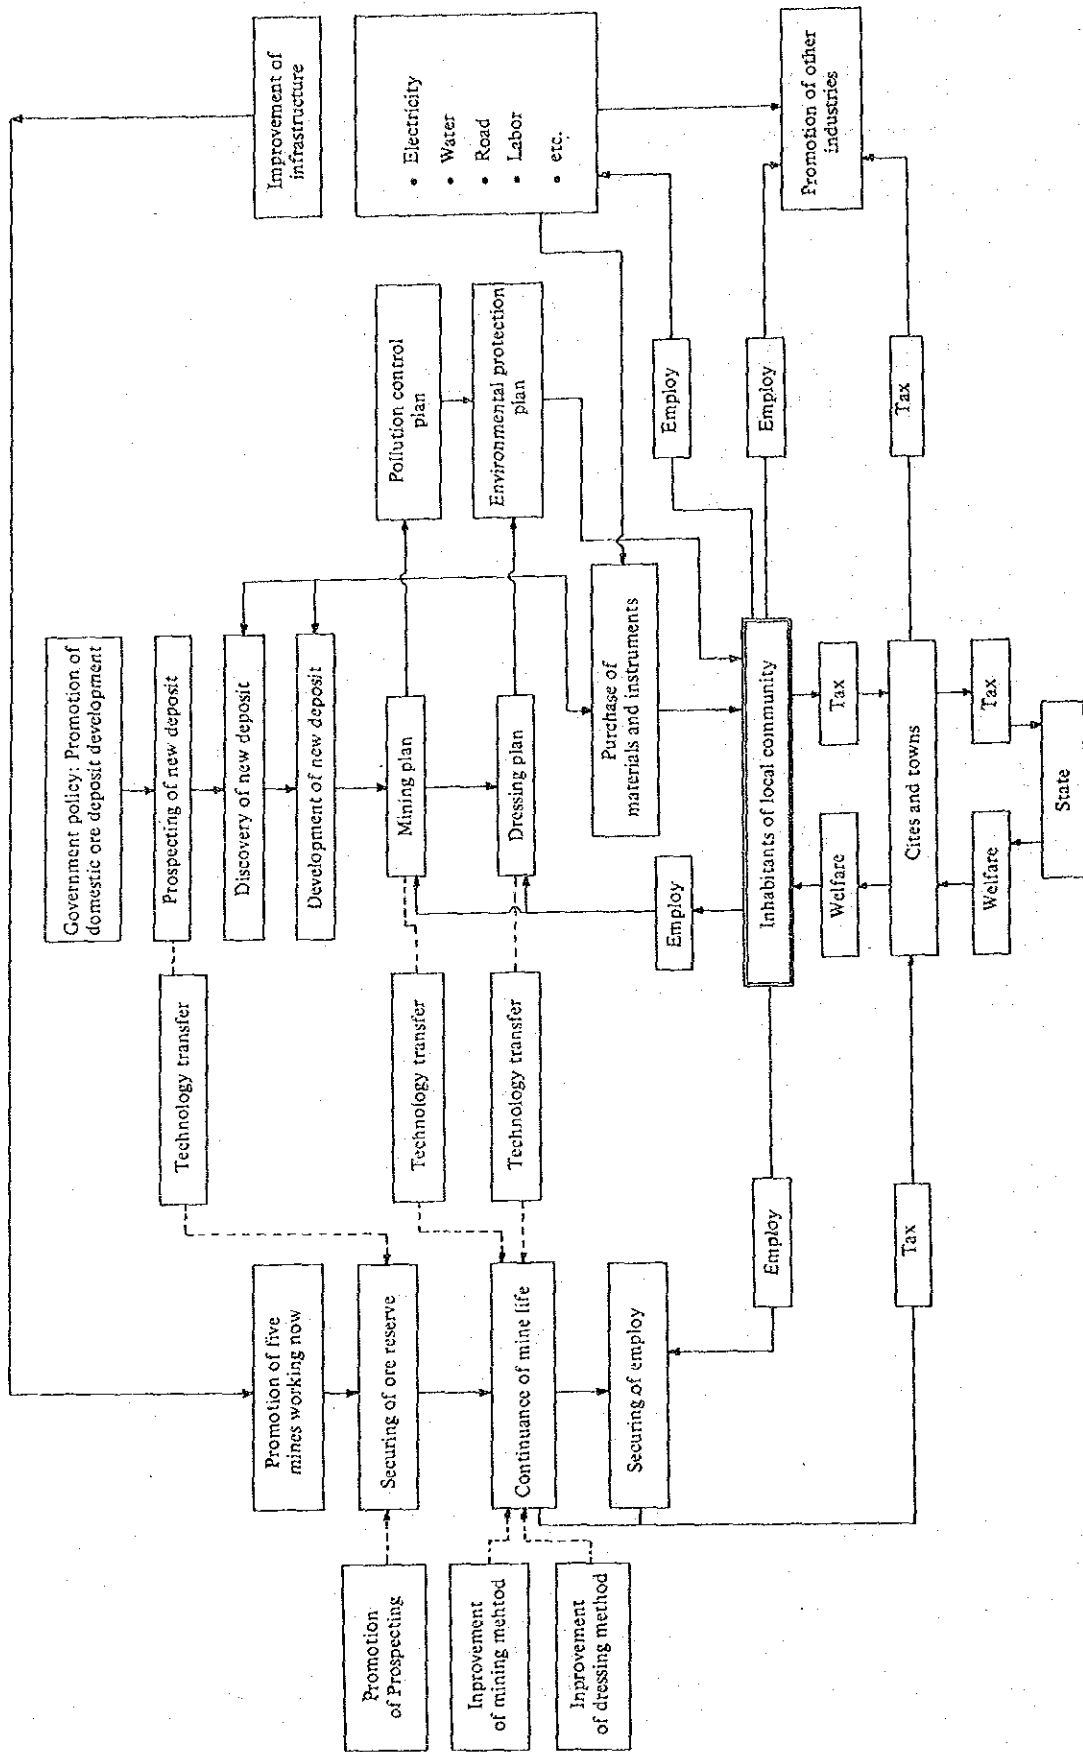 Government policy: Promotion of
domestic ore deposit development
Prospecting of new deposit
Discovery of new deposit
Development of new deposit
Mining plan
Dressing plan
Pollution control
plan
Environmental protection
plan
Improvement of
infrastructure
• Electricity
• Water
• Road
• Labor
• etc.
Technology transfer
Technology transfer
Technology transfer
Promotion of five
mines working now
Securing of ore reserve
Continuance of mine life
Securing of employ
Promotion
of Prospecting
Inprovement
of mining mehtod
Inprovement
of dressing method
Purchase of
materials and instruments
Employ
Employ
Employ
Employ
Inhabitants of local community
Promotion of other
industries
Welfare
Tax
Tax
Cites and towns
Tax
Welfare
Tax
State